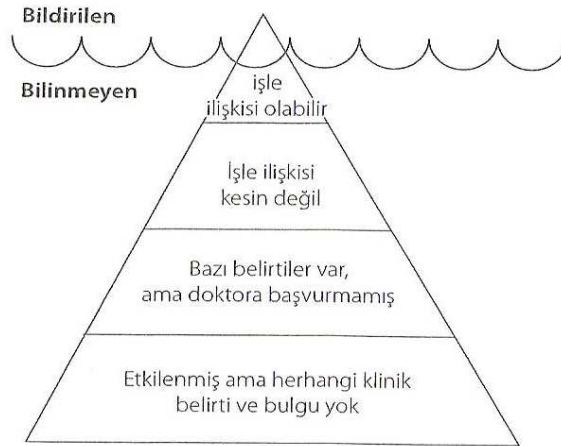 Bildirilen
Bilinmeyen
işle
ilişkisi olabilir
İşle ilişkisi
kesin değil
Bazı belirtiler var,
ama doktora başvurmamış
Etkilenmiş ama herhangi klinik
belirti ve bulgu yok